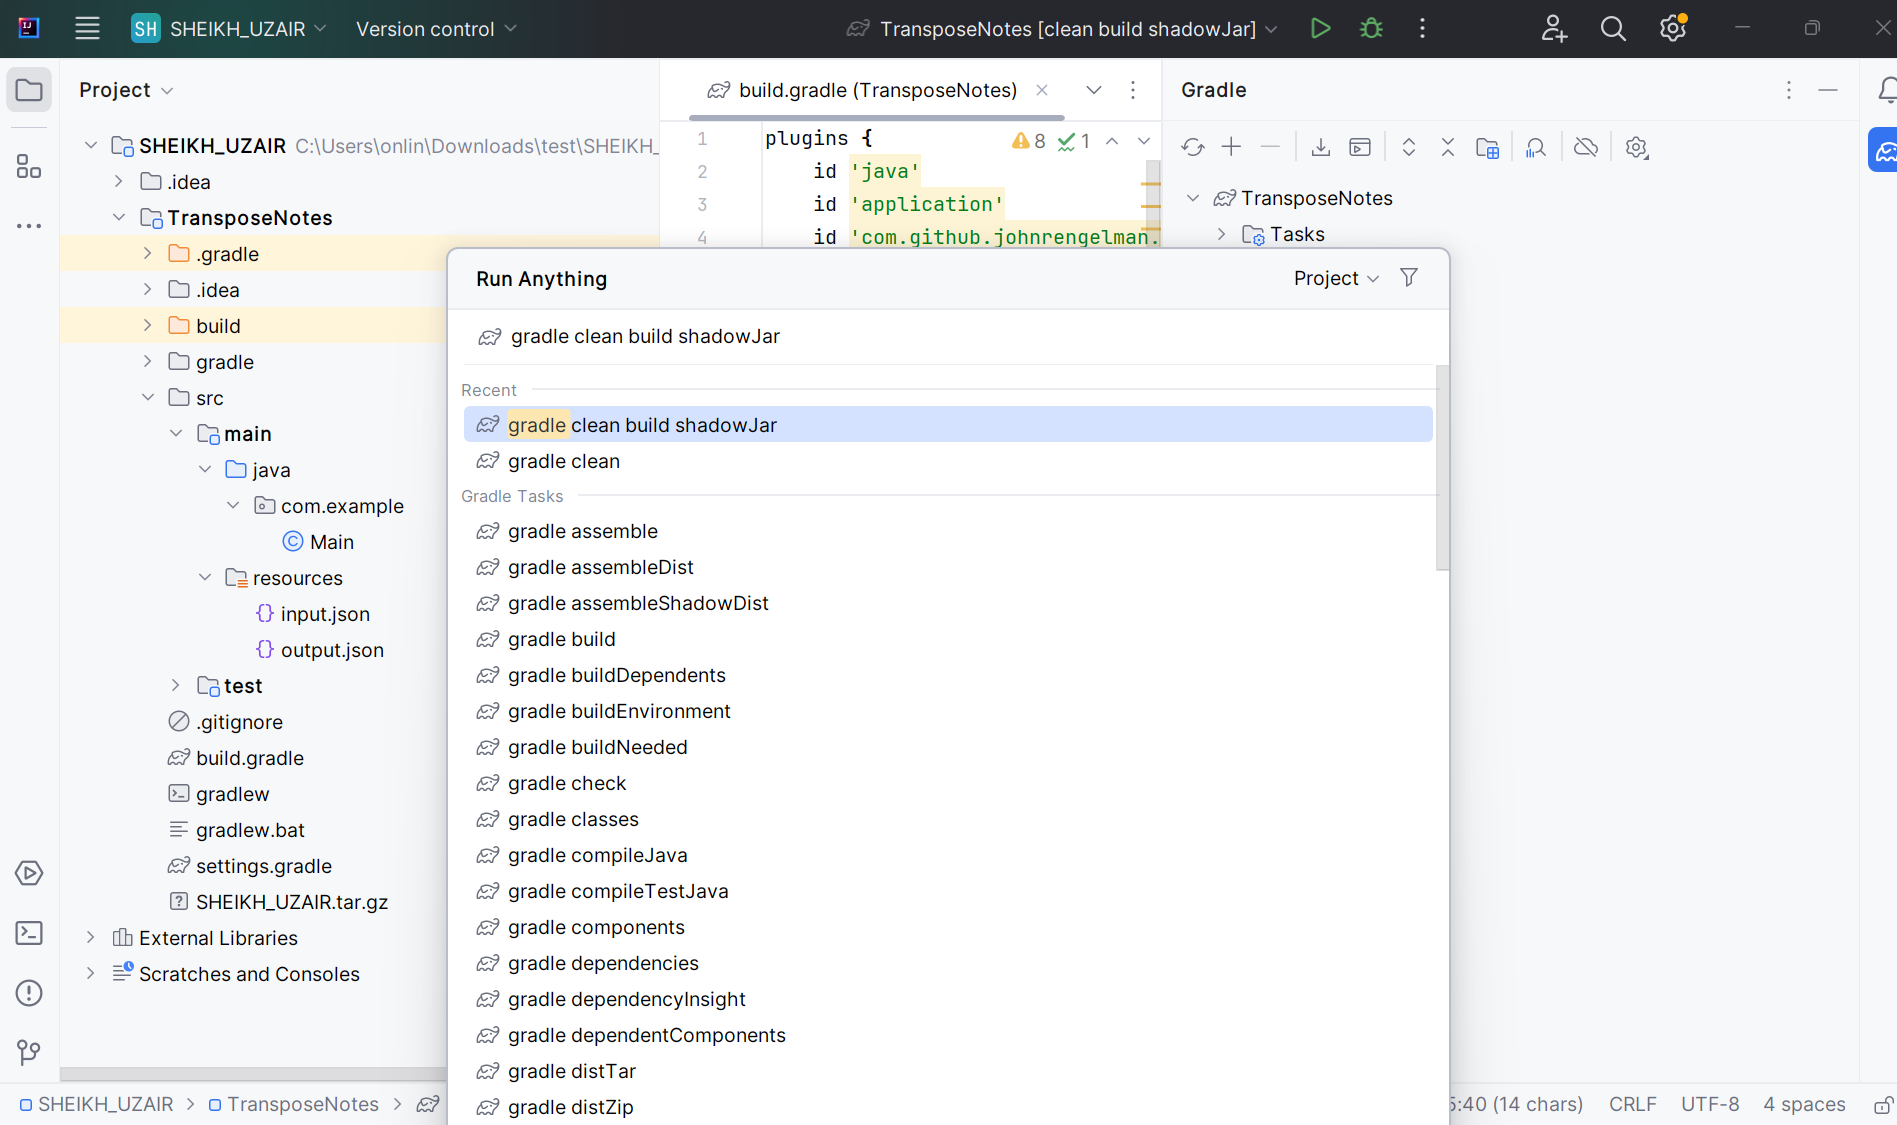 SH SHEIKH_UZAIR Version control TransposeNotes [clean build shadowJar]
Project
SHEIKH_UZAIR C:\Users\onlin\Downloads\test\SHEIKH_
.idea
TransposeNotes
.gradle
.idea
build
gradle
src
main
java
com.example
Main
resources
input.json
output.json
test
.gitignore
build.gradle
gradlew
gradlew.bat
settings.gradle
SHEIKH_UZAIR.tar.gz
External Libraries
Scratches and Consoles
build.gradle (TransposeNotes)
1 plugins { 8 1
2 id 'java'
3 id 'application'
4 id 'com.github.johnrengelman.
Gradle
TransposeNotes
Tasks
Run Anything Project
gradle clean build shadowJar
Recent
gradle clean build shadowJar
gradle clean
Gradle Tasks
gradle assemble
gradle assembleDist
gradle assembleShadowDist
gradle build
gradle buildDependents
gradle buildEnvironment
gradle buildNeeded
gradle check
gradle classes
gradle compileJava
gradle compileTestJava
gradle components
gradle dependencies
gradle dependencyInsight
gradle dependentComponents
gradle distTar
gradle distZip
SHEIKH_UZAIR > TransposeNotes > 5:40 (14 chars) CRLF UTF-8 4 spaces